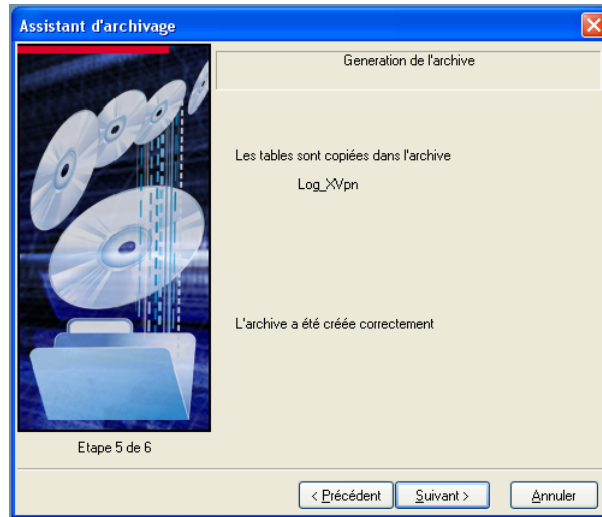 Assistant d'archivage
Generation de l'archive
Les tables sont copiées dans l'archive
Log_XVpn
L'archive a été créée correctement
Etape 5 de 6
< Précédent
Suivant >
Annuler